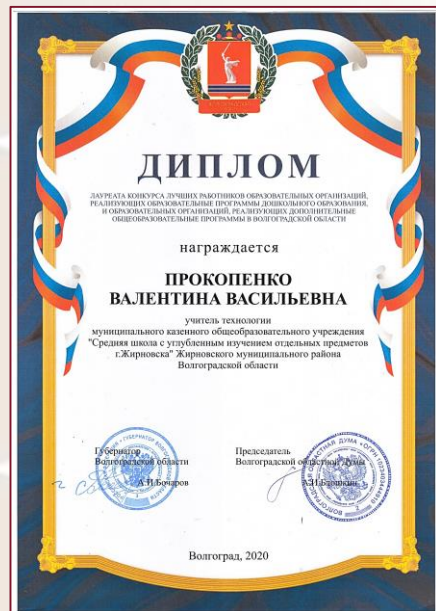 ДИПЛОМ
ЛАУРЕАТА КОНКУРСА ЛУЧШИХ РАБОТНИКОВ ОБРАЗОВАТЕЛЬНЫХ ОРГАНИЗАЦИЙ,
РЕАЛИЗУЮЩИХ ОБРАЗОВАТЕЛЬНЫЕ ПРОГРАММЫ ДОШКОЛЬНОГО ОБРАЗОВАНИЯ,
И ОБРАЗОВАТЕЛЬНЫХ ОРГАНИЗАЦИЙ, РЕАЛИЗУЮЩИХ ДОПОЛНИТЕЛЬНЫЕ
ОБЩЕОБРАЗОВАТЕЛЬНЫЕ ПРОГРАММЫ В ВОЛГОГРАДСКОЙ ОБЛАСТИ
награждается
ПРОКОПЕНКО
ВАЛЕНТИНА ВАСИЛЬЕВНА
учитель технологии
муниципального казенного общеобразовательного учреждения
"Средняя школа с углубленным изучением отдельных предметов
г.Жирновска" Жирновского муниципального района
Волгоградской области
Губернатор
Волгоградской области
А.И.Бочаров
Председатель
Волгоградской областной Думы
А.И.Блошкин
Волгоград, 2020